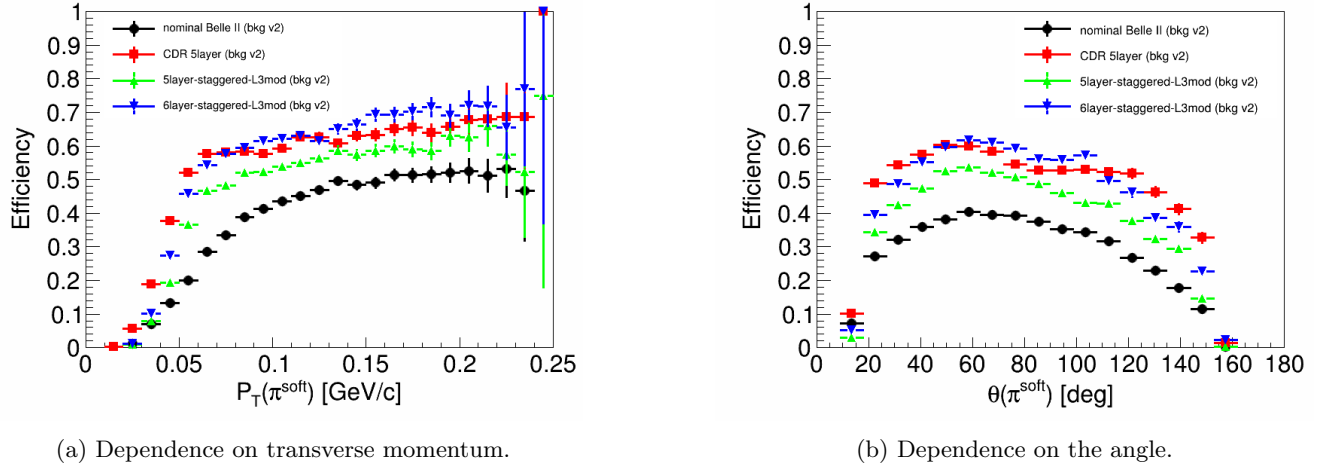 1
0.9
0.8
0.7
0.6
0.5
0.4
0.3
0.2
0.1
0
Efficiency
nominal Belle II (bkg v2)
CDR 5layer (bkg v2)
5layer-staggered-L3mod (bkg v2)
6layer-staggered-L3mod (bkg v2)
0 0.05 0.1 0.15 0.2 0.25
P_T(π^soft) [GeV/c]
(a) Dependence on transverse momentum.
1
0.9
0.8
0.7
0.6
0.5
0.4
0.3
0.2
0.1
0
Efficiency
nominal Belle II (bkg v2)
CDR 5layer (bkg v2)
5layer-staggered-L3mod (bkg v2)
6layer-staggered-L3mod (bkg v2)
0 20 40 60 80 100 120 140 160 180
θ(π^soft) [deg]
(b) Dependence on the angle.